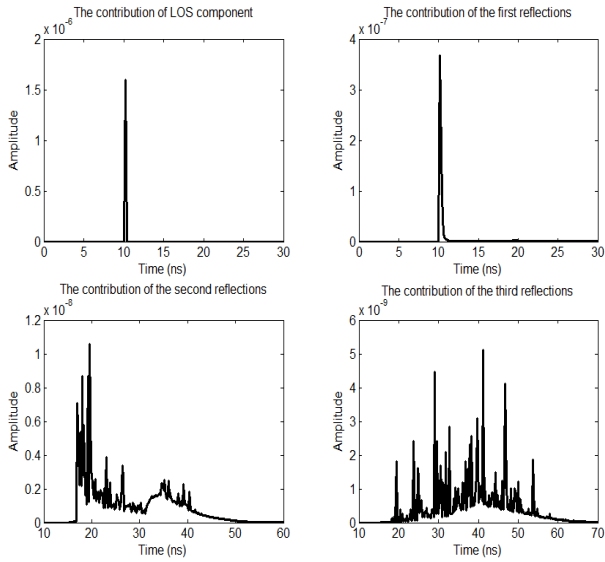 The contribution of LOS component
x 10^-6
2
1.5
1
0.5
0
Amplitude
0 5 10 15 20 25 30
Time (ns)
The contribution of the first reflections
x 10^-7
4
3
2
1
0
Amplitude
0 5 10 15 20 25 30
Time (ns)
The contribution of the second reflections
x 10^-8
1.2
1
0.8
0.6
0.4
0.2
0
Amplitude
10 20 30 40 50 60
Time (ns)
The contribution of the third reflections
x 10^-9
6
5
4
3
2
1
0
Amplitude
10 20 30 40 50 60 70
Time (ns)